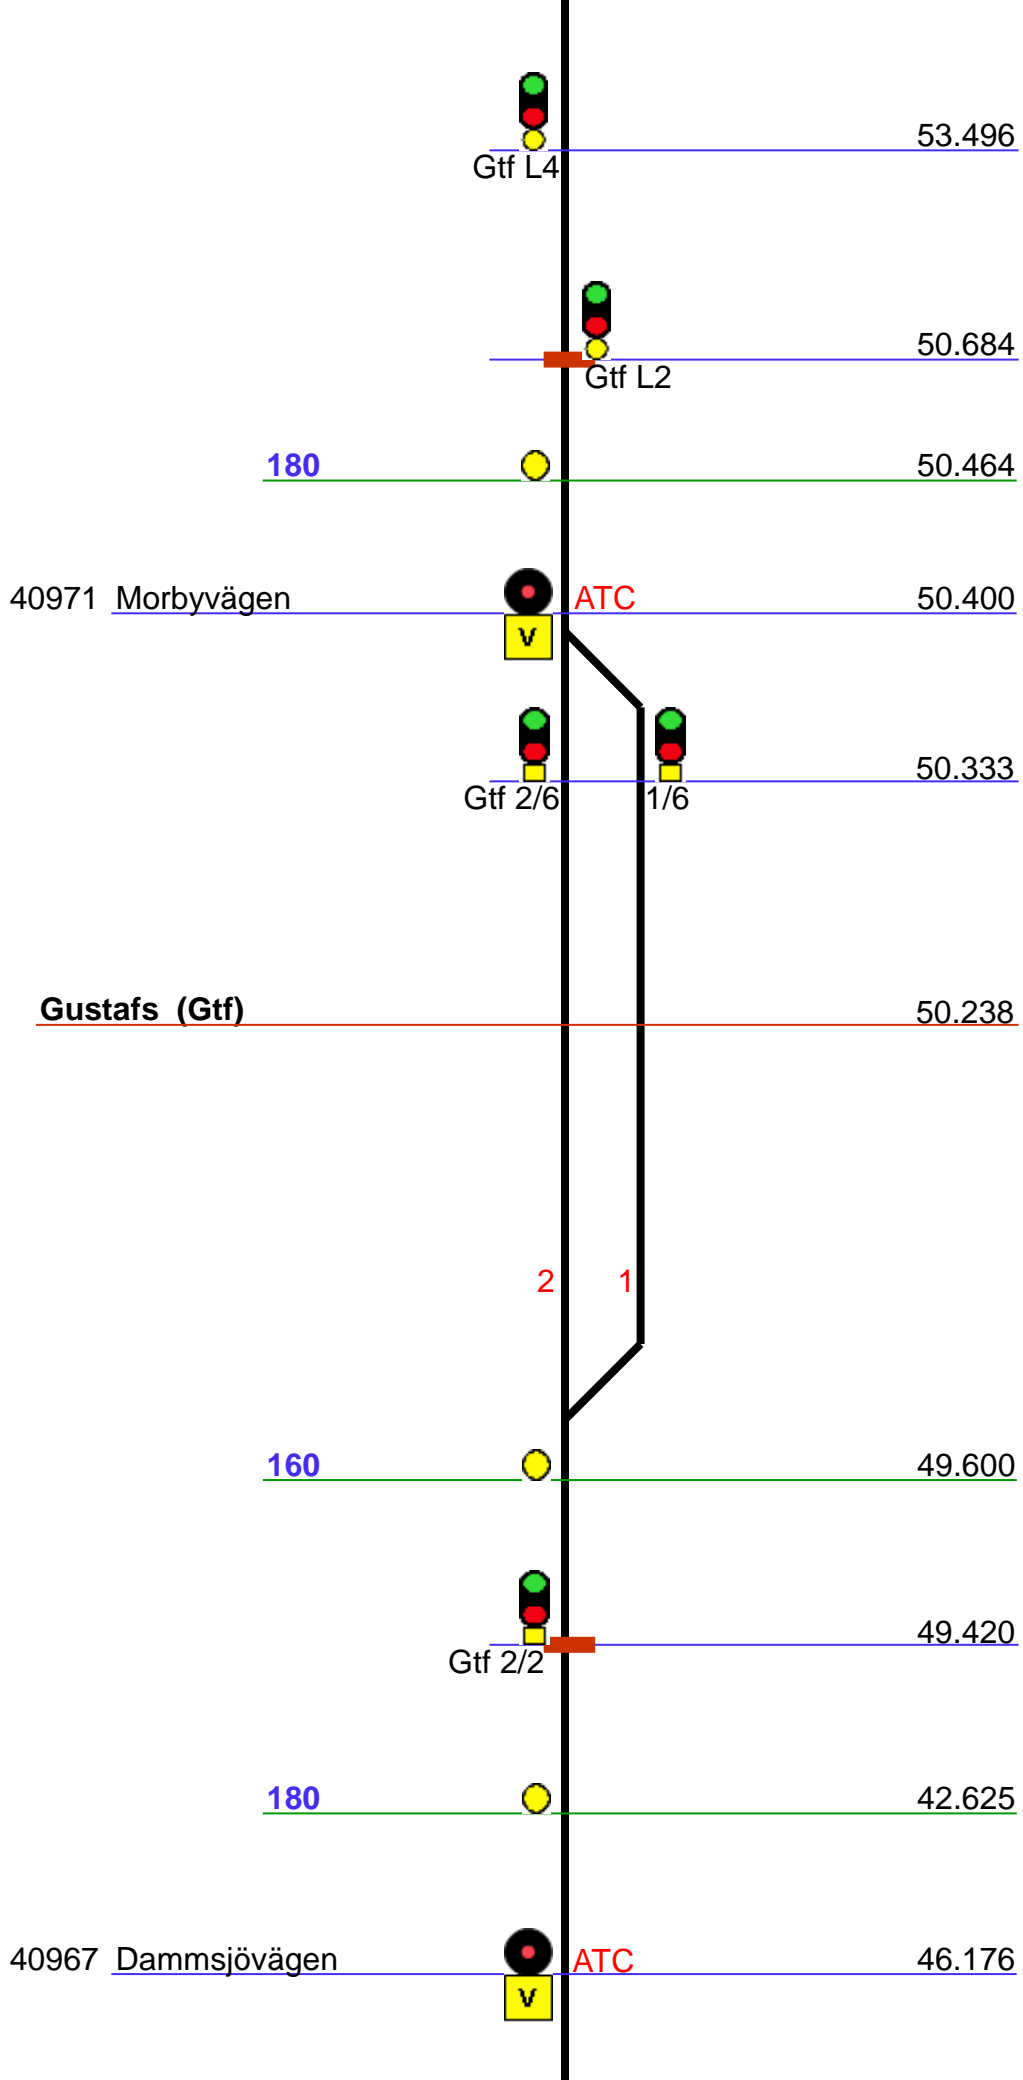 53.496
Gtf L4
50.684
Gtf L2
180 50.464
40971 Morbyvägen ATC 50.400
V
50.333
Gtf 2/6 1/6
Gustafs (Gtf) 50.238
2 1
160 49.600
49.420
Gtf 2/2
180 42.625
40967 Dammsjövägen ATC 46.176
V